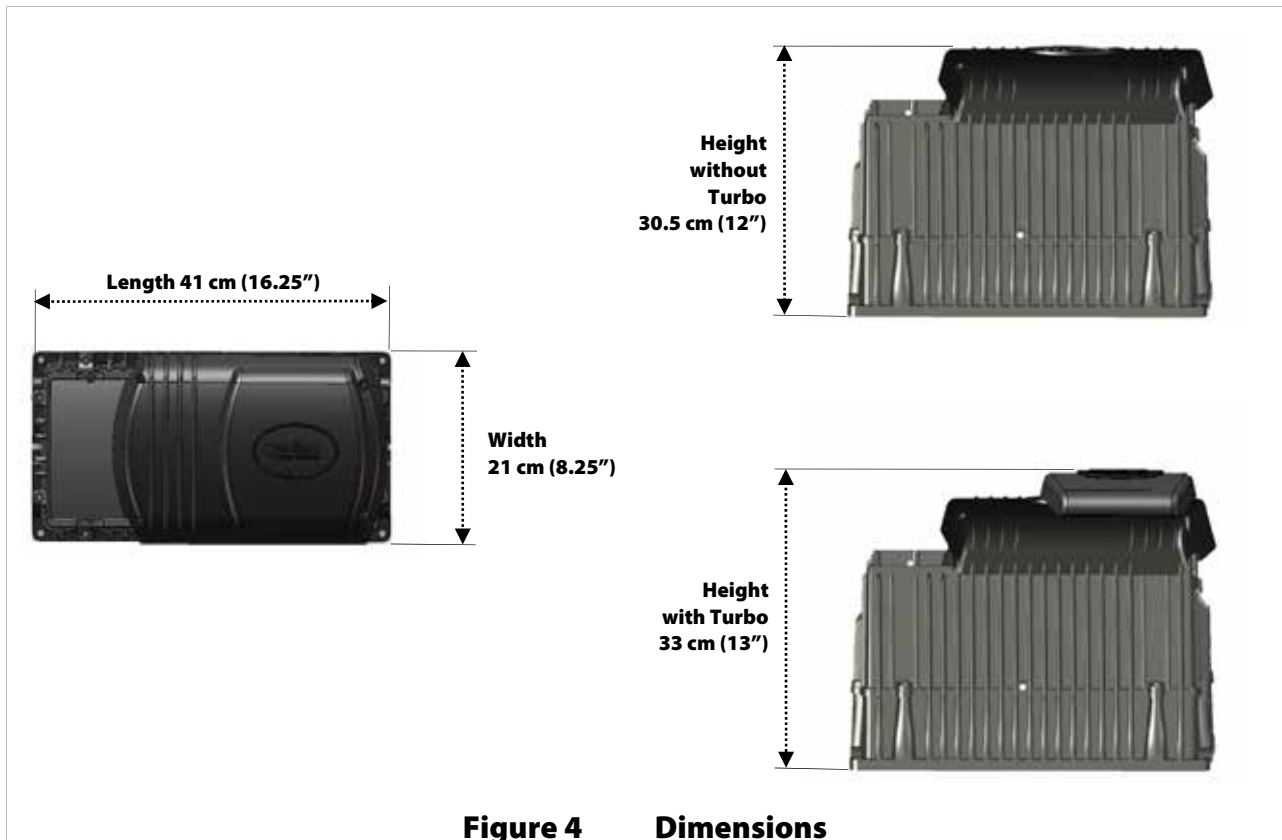 Height
without
Turbo
30.5 cm (12”)
Length 41 cm (16.25”)
Width
21 cm (8.25”)
Height
with Turbo
33 cm (13”)
Figure 4 Dimensions